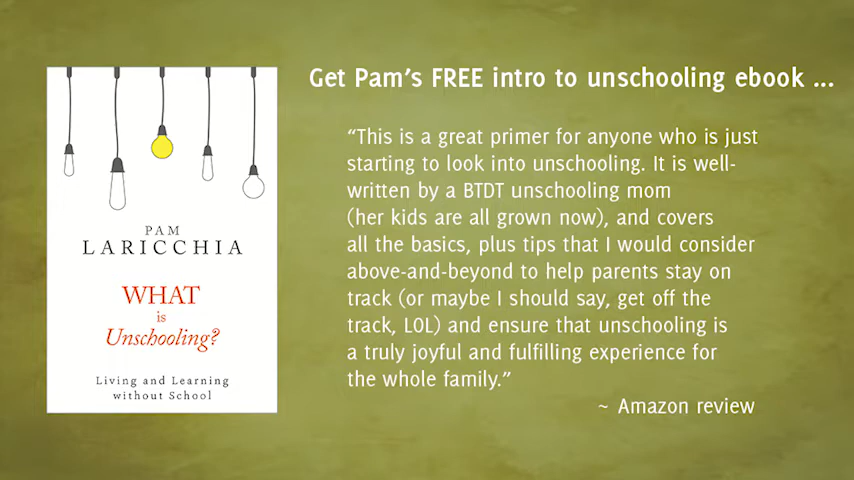 Get Pam's FREE intro to unschooling ebook ...
PAM
LARICCHIA
WHAT
is
Unschooling?
Living and Learning
without School
“This is a great primer for anyone who is just
starting to look into unschooling. It is well-
written by a BTDT unschooling mom
(her kids are all grown now), and covers
all the basics, plus tips that I would consider
above-and-beyond to help parents stay on
track (or maybe I should say, get off the
track, LOL) and ensure that unschooling is
a truly joyful and fulfilling experience for
the whole family.”
~ Amazon review